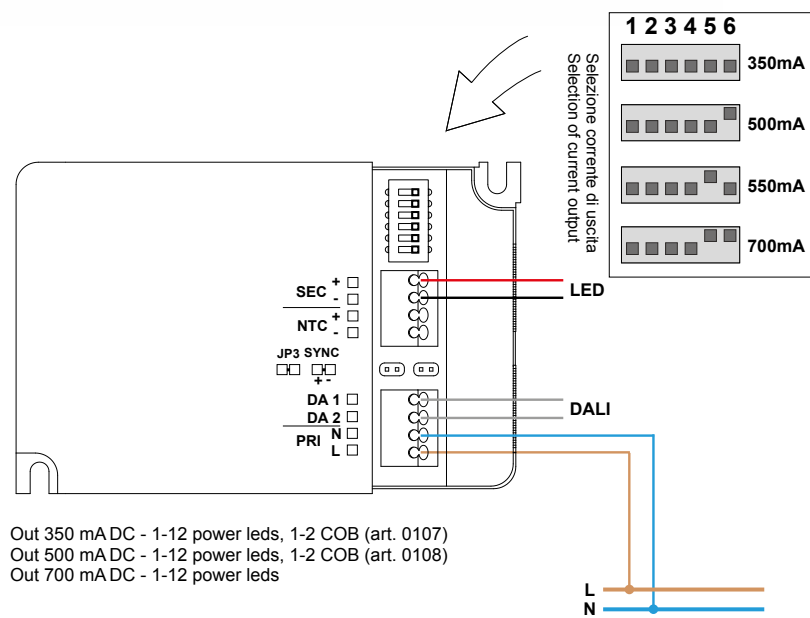 1 2 3 4 5 6
350mA
500mA
550mA
700mA
Selezione corrente di uscita
Selection of current output
SEC + -
NTC + -
JP3 SYNC
+ -
DA 1
DA 2
PRI N
L
LED
DALI
Out 350 mA DC - 1-12 power leds, 1-2 COB (art. 0107)
Out 500 mA DC - 1-12 power leds, 1-2 COB (art. 0108)
Out 700 mA DC - 1-12 power leds
L
N